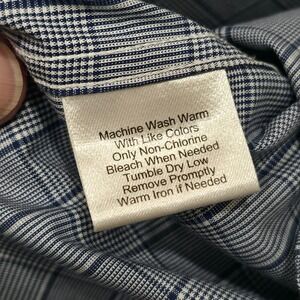 Machine Wash Warm
With Like Colors
Only Non-Chlorine
Bleach When Needed
Tumble Dry Low
Remove Promptly
Warm Iron if Needed